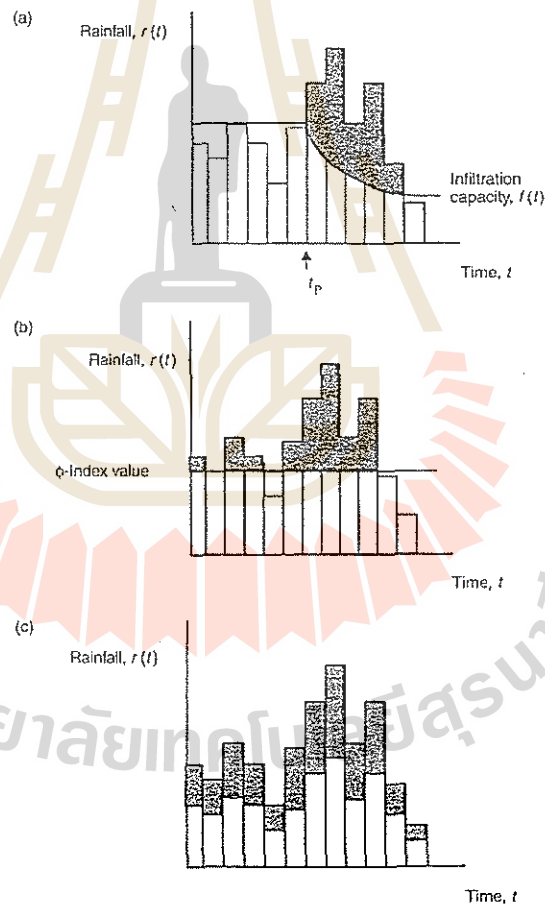 (a)
Rainfall, r(t)
Infiltration
capacity, f(t)
Time, t
tp
(b)
Rainfall, r(t)
ϕ-Index value
Time, t
(c)
Rainfall, r(t)
Time, t